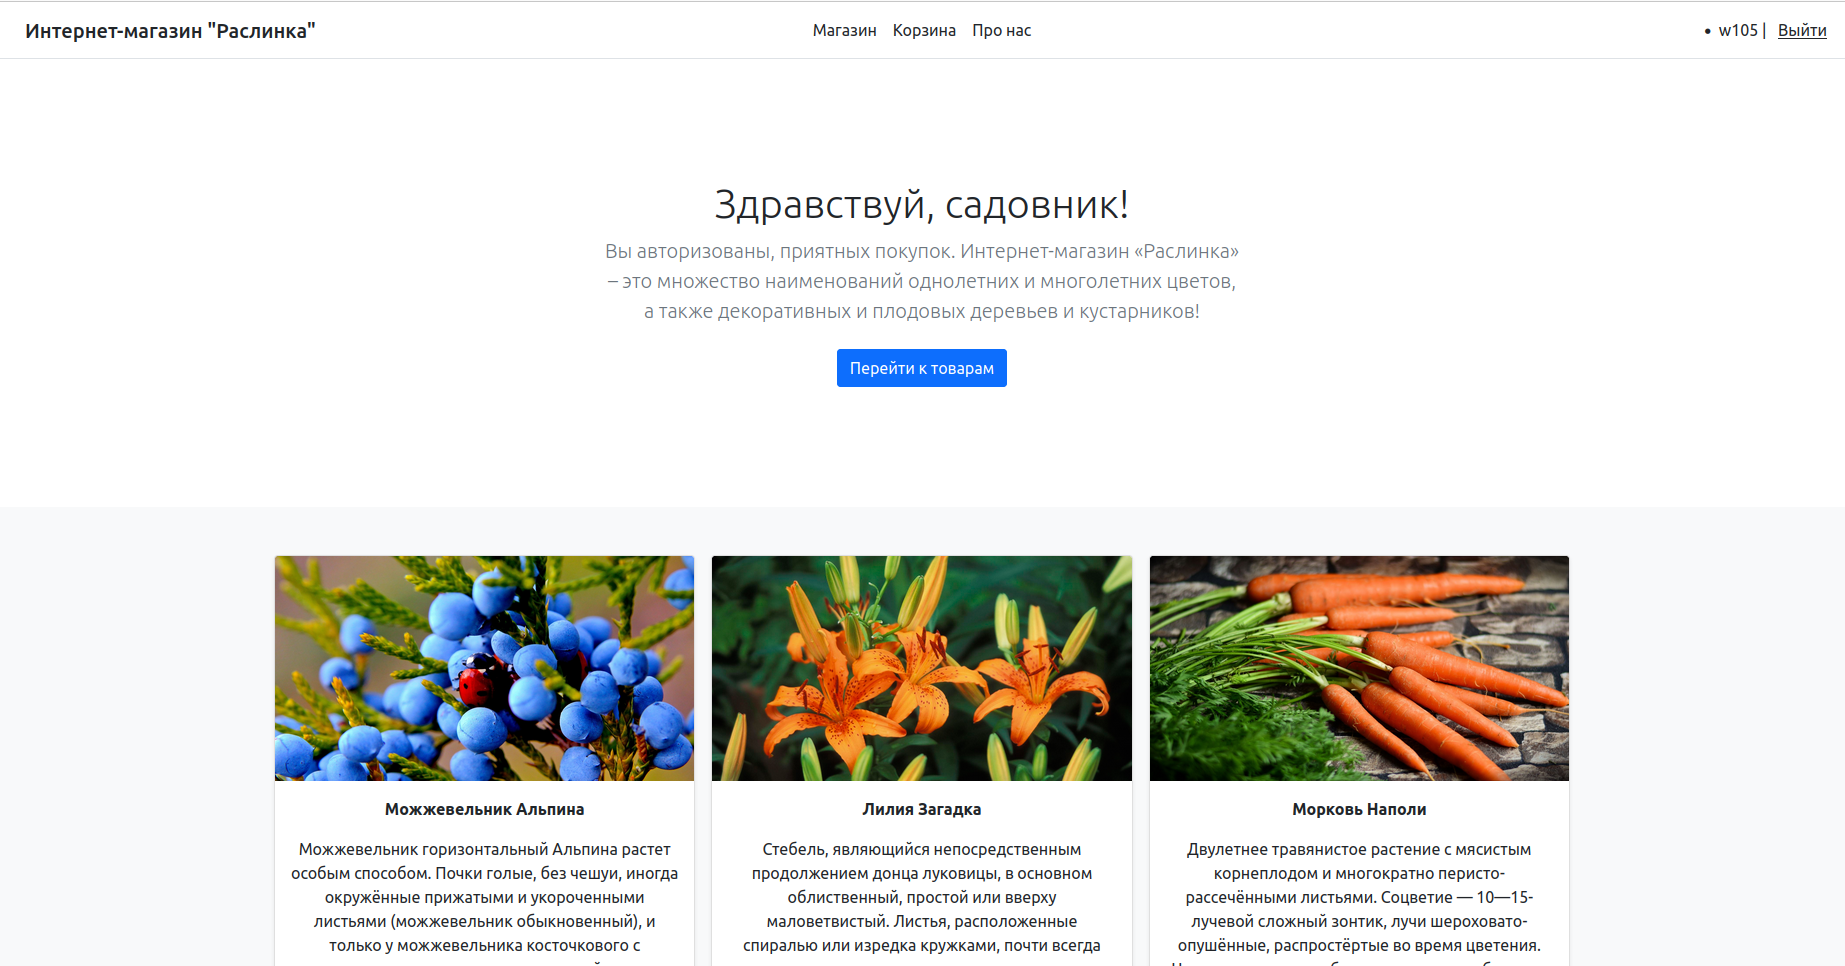 Интернет-магазин "Раслинка"
Магазин Корзина Про нас
• w105 | Выйти
Здравствуй, садовник!
Вы авторизованы, приятных покупок. Интернет-магазин «Раслинка»
– это множество наименований однолетних и многолетних цветов,
а также декоративных и плодовых деревьев и кустарников!
Перейти к товарам
Можжевельник Альпина
Можжевельник горизонтальный Альпина растет
особым способом. Почки голые, без чешуи, иногда
окружённые прижатыми и укороченными
листьями (можжевельник обыкновенный), и
только у можжевельника косточкового с
Лилия Загадка
Стебель, являющийся непосредственным
продолжением донца луковицы, в основном
облиственный, простой или вверху
маловетвистый. Листья, расположенные
спиралью или изредка кружками, почти всегда
Морковь Наполи
Двулетнее травянистое растение с мясистым
корнеплодом и многократно перисто-
рассечёнными листьями. Соцветие — 10—15-
лучевой сложный зонтик, лучи шероховато-
опушённые, распростёртые во время цветения.